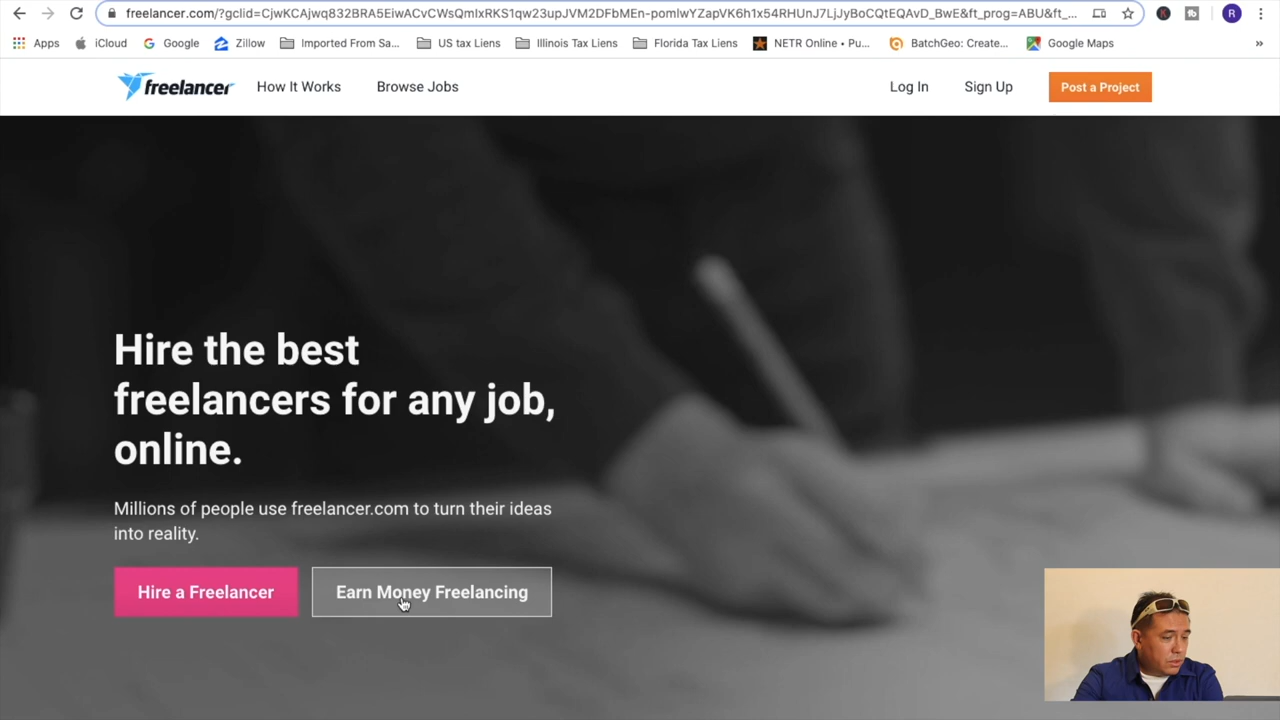 freelancer.com/?gclid=CjwKCAjwq832BRA5EiwACvCWsQmIxRKS1qw23upJVM2DFbMEn-pomlwYZapVK6h1x54RHUnJ7LjJyBoCQtEQAvD_BwE&ft_prog=ABU&ft_...
Apps iCloud Google Zillow Imported From Sa... US tax Liens Illinois Tax Liens Florida Tax Liens NETR Online • Pu... BatchGeo: Create... Google Maps »
freelancer How It Works Browse Jobs Log In Sign Up Post a Project
Hire the best
freelancers for any job,
online.
Millions of people use freelancer.com to turn their ideas
into reality.
Hire a Freelancer Earn Money Freelancing